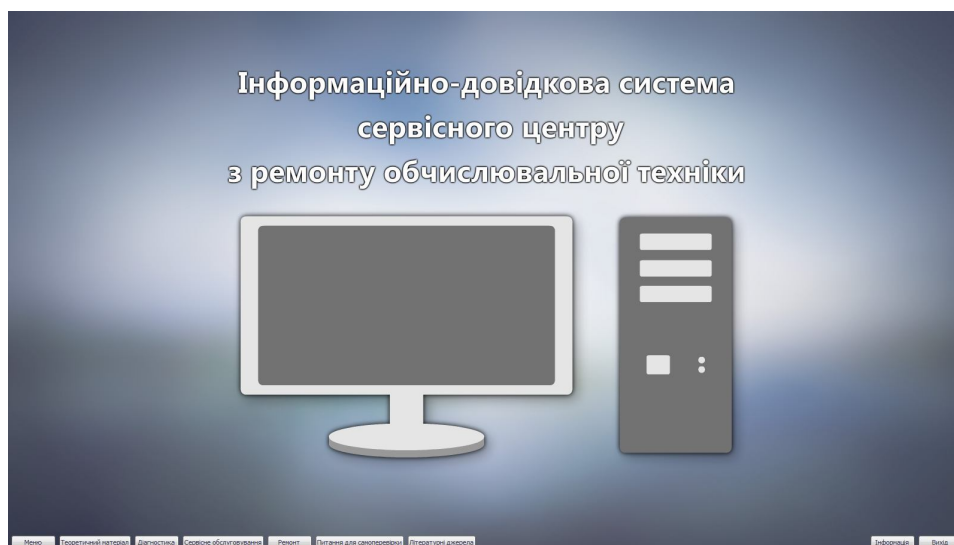 Інформаційно-довідкова система
сервісного центру
з ремонту обчислювальної техніки
Меню Теоретичний матеріал Діагностика Сервісне обслуговування Ремонт Питання для самоперевірки Літературні джерела Інформація Вихід